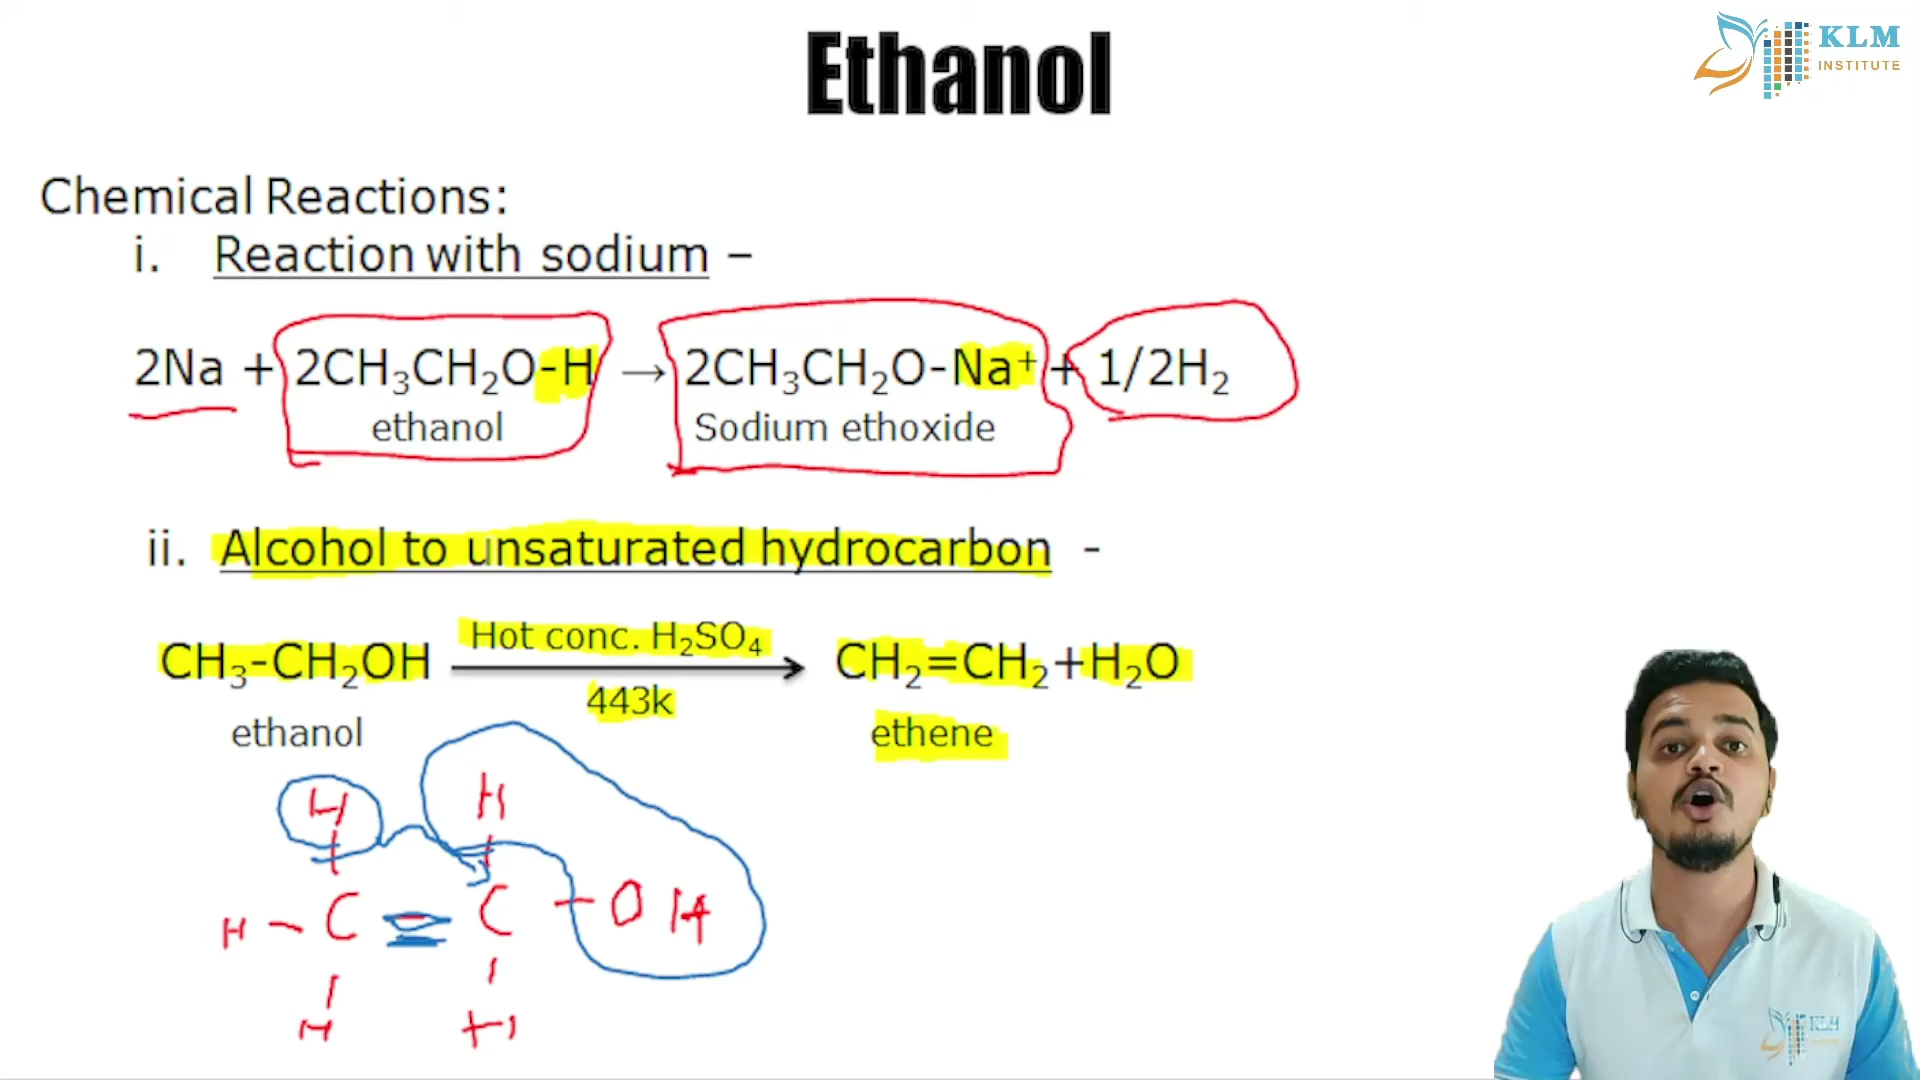 Ethanol
KLM
INSTITUTE
Chemical Reactions:
i. Reaction with sodium –
2Na + 2CH₃CH₂O-H → 2CH₃CH₂O-Na⁺ + 1/2H₂
ethanol Sodium ethoxide
ii. Alcohol to unsaturated hydrocarbon -
Hot conc. H₂SO₄
CH₃-CH₂OH → CH₂=CH₂+H₂O
443k
ethanol ethene
H H
H - C = C - OH
H H
KLM